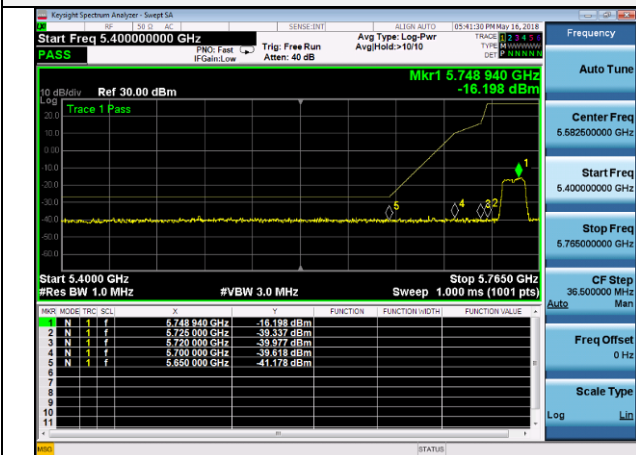 Keysight Spectrum Analyzer - Swept SA
RF 50 Ω AC SENSE:INT ALIGN AUTO 05:41:30 PM May 16, 2018
Start Freq 5.400000000 GHz
PASS
PNO: Fast
IFGain:Low
Trig: Free Run
Atten: 40 dB
Avg Type: Log-Pwr
Avg|Hold:>10/10
TRACE 1 2 3 4 5 6
TYPE M WWWWW
DET P N N N N N
Mkr1 5.748 940 GHz
-16.198 dBm
10 dB/div Ref 30.00 dBm
Log
Trace 1 Pass
20.0
10.0
0.00
-10.0
-20.0
-30.0
-40.0
-50.0
-60.0
1
5 4 3 2
Start 5.4000 GHz Stop 5.7650 GHz
#Res BW 1.0 MHz #VBW 3.0 MHz Sweep 1.000 ms (1001 pts)
MKR MODE TRC SCL X Y FUNCTION FUNCTION WIDTH FUNCTION VALUE
1 N 1 f 5.748 940 GHz -16.198 dBm
2 N 1 f 5.725 000 GHz -39.337 dBm
3 N 1 f 5.720 000 GHz -39.977 dBm
4 N 1 f 5.700 000 GHz -39.618 dBm
5 N 1 f 5.650 000 GHz -41.178 dBm
6
7
8
9
10
11
MSG STATUS
Frequency
Auto Tune
Center Freq
5.582500000 GHz
Start Freq
5.400000000 GHz
Stop Freq
5.765000000 GHz
CF Step
36.500000 MHz
Auto Man
Freq Offset
0 Hz
Scale Type
Log Lin